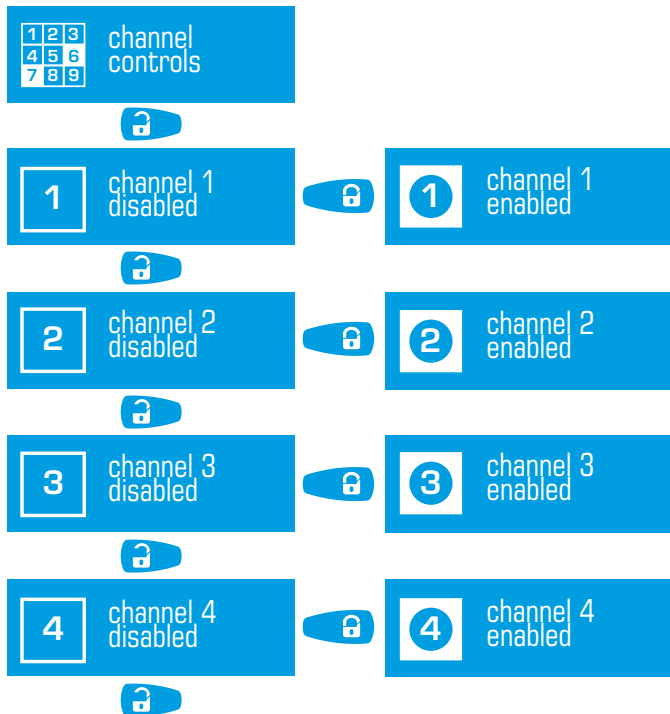 1 2 3
4 5 6
7 8 9
channel
controls
1
channel 1
disabled
1
channel 1
enabled
2
channel 2
disabled
2
channel 2
enabled
3
channel 3
disabled
3
channel 3
enabled
4
channel 4
disabled
4
channel 4
enabled